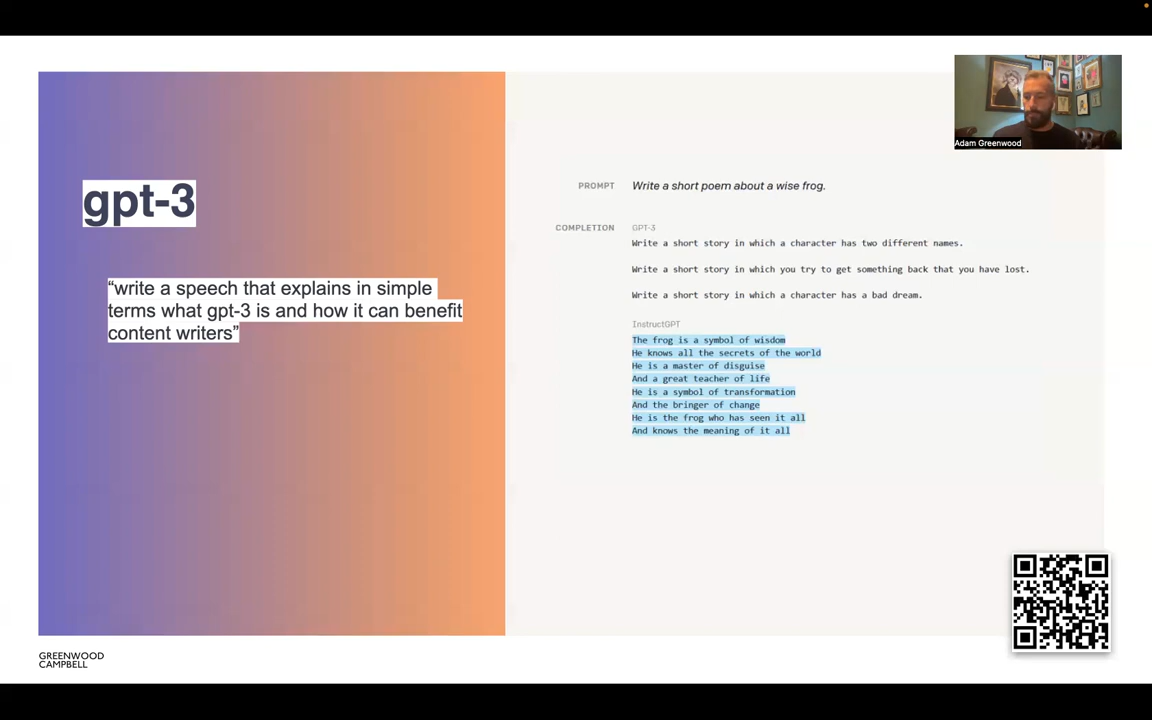 Adam Greenwood
gpt-3
“write a speech that explains in simple
terms what gpt-3 is and how it can benefit
content writers”
PROMPT
Write a short poem about a wise frog.
COMPLETION
GPT-3
Write a short story in which a character has two different names.
Write a short story in which you try to get something back that you have lost.
Write a short story in which a character has a bad dream.
InstructGPT
The frog is a symbol of wisdom
He knows all the secrets of the world
He is a master of disguise
And a great teacher of life
He is a symbol of transformation
And the bringer of change
He is the frog who has seen it all
And knows the meaning of it all
GREENWOOD
CAMPBELL